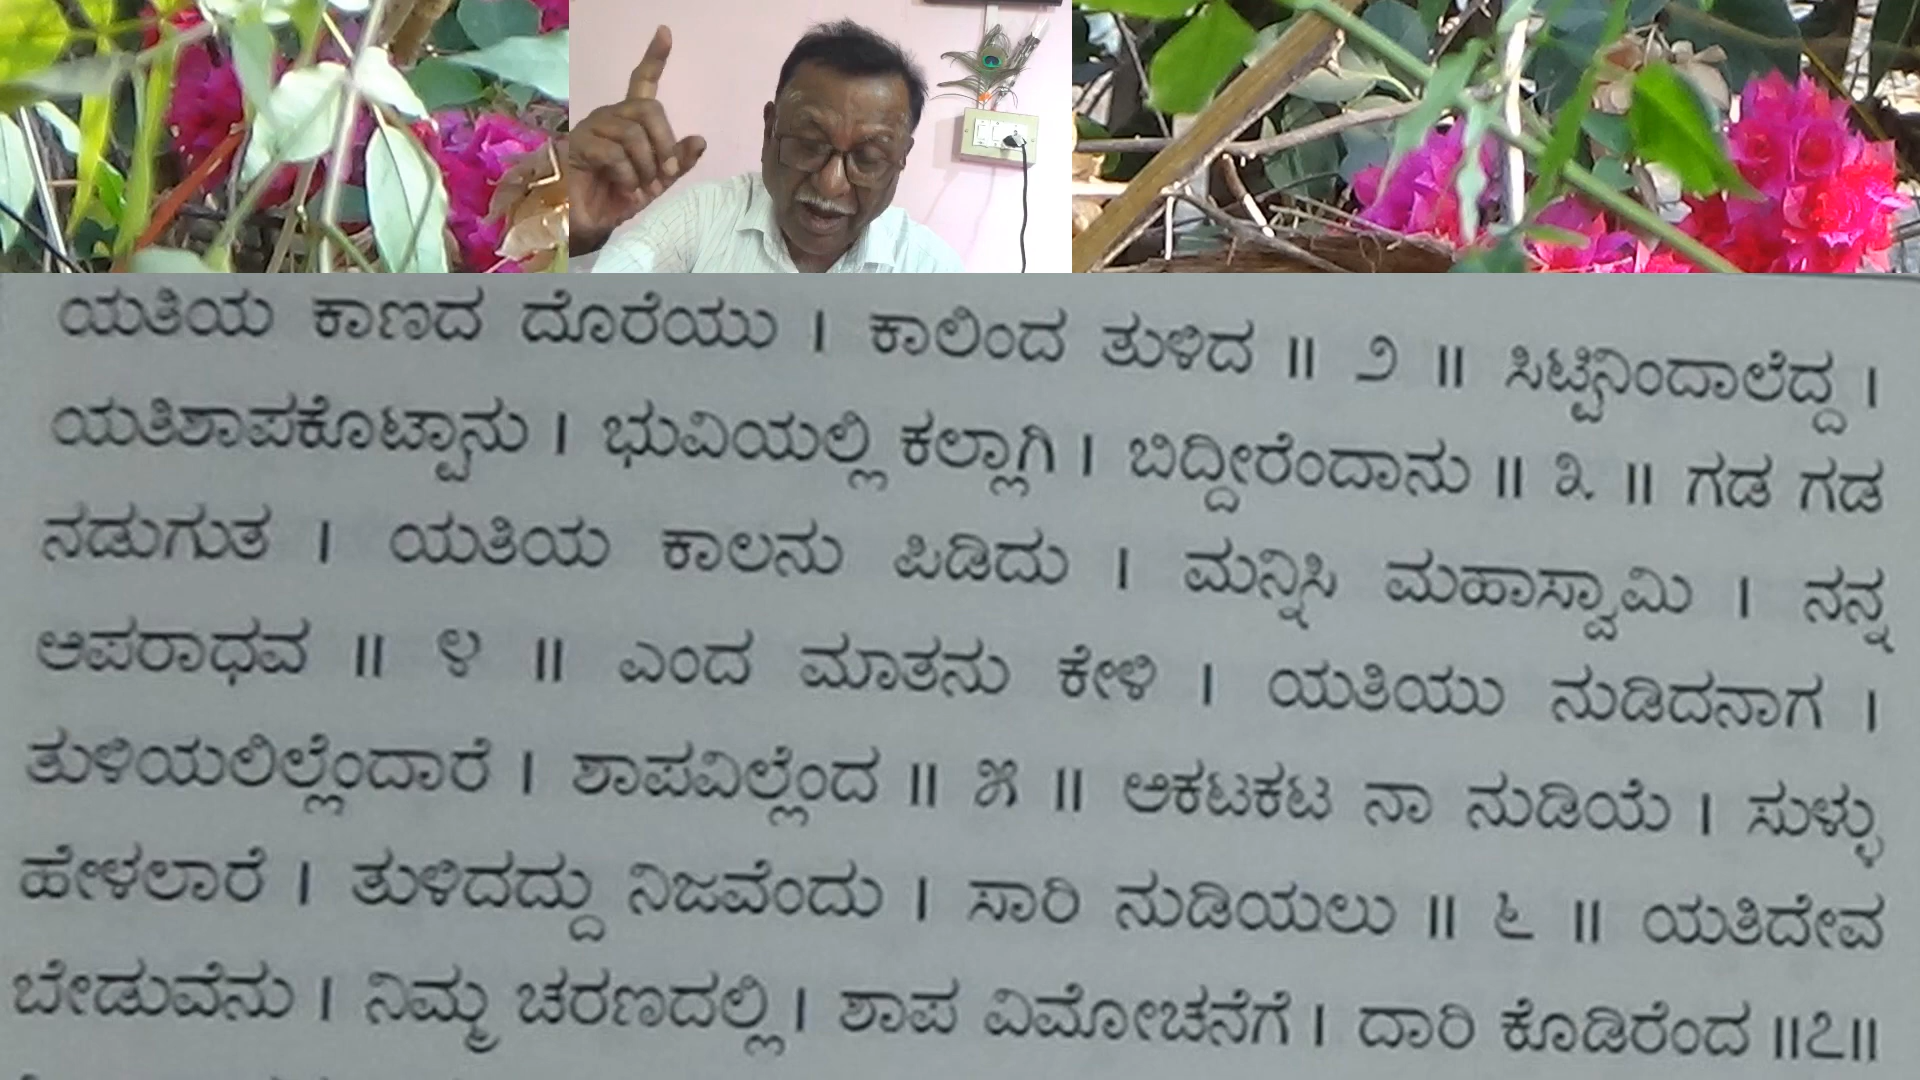 ಯತಿಯ ಕಾಣದ ದೊರೆಯು । ಕಾಲಿಂದ ತುಳಿದ ॥ ೨ ॥ ಸಿಟ್ಟಿನಿಂದಾಲೆದ್ದ ।
ಯತಿಶಾಪಕೊಟ್ಟಾನು । ಭುವಿಯಲ್ಲಿ ಕಲ್ಲಾಗಿ । ಬಿದ್ದೀರೆಂದಾನು ॥ ೩ ॥ ಗಡ ಗಡ
ನಡುಗುತ । ಯತಿಯ ಕಾಲನು ಪಿಡಿದು । ಮನ್ನಿಸಿ ಮಹಾಸ್ವಾಮಿ । ನನ್ನ
ಅಪರಾಧವ ॥ ೪ ॥ ಎಂದ ಮಾತನು ಕೇಳಿ । ಯತಿಯು ನುಡಿದನಾಗ ।
ತುಳಿಯಲಿಲ್ಲೆಂದಾರೆ । ಶಾಪವಿಲ್ಲೆಂದ ॥ ೫ ॥ ಅಕಟಕಟ ನಾ ನುಡಿಯೆ । ಸುಳ್ಳು
ಹೇಳಲಾರೆ । ತುಳಿದದ್ದು ನಿಜವೆಂದು । ಸಾರಿ ನುಡಿಯಲು ॥ ೬ ॥ ಯತಿದೇವ
ಬೇಡುವೆನು । ನಿಮ್ಮ ಚರಣದಲ್ಲಿ । ಶಾಪ ವಿಮೋಚನೆಗೆ । ದಾರಿ ಕೊಡಿರೆಂದ ॥೭॥